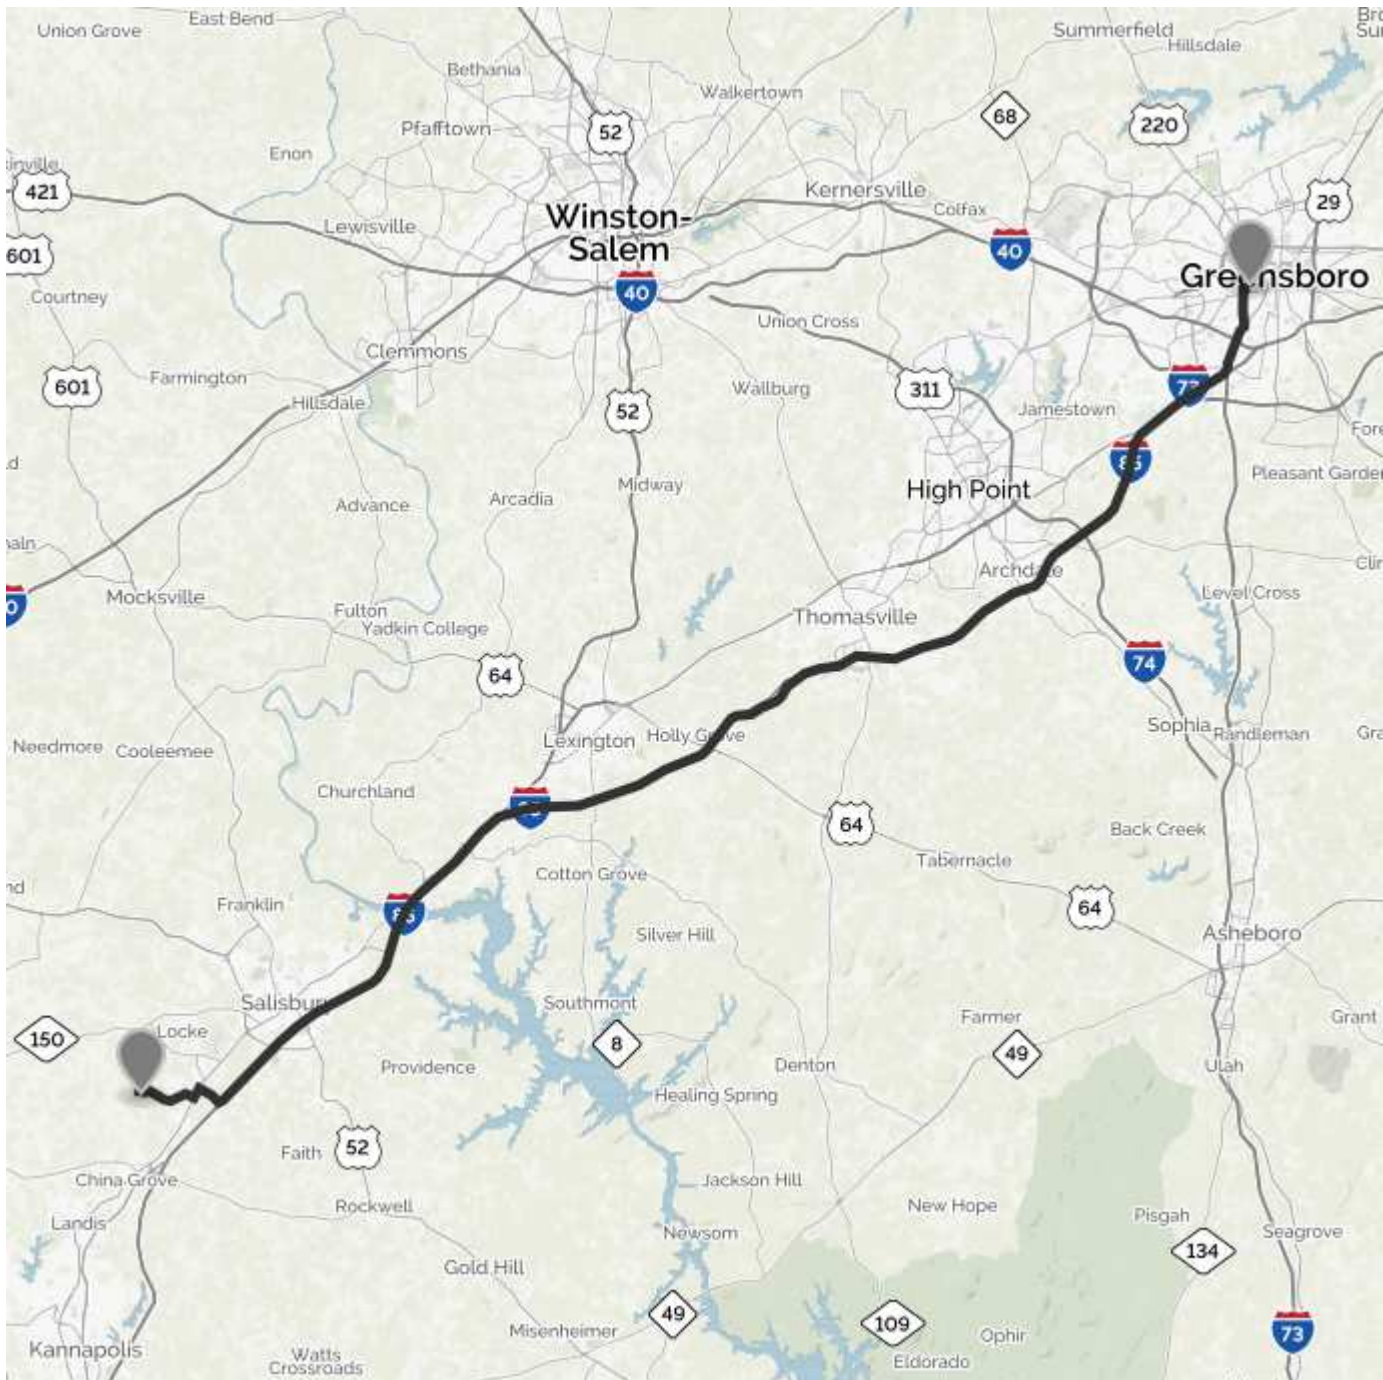 East Bend
Union Grove
Summerfield
Hillsdale
Bethania
Walkertown
68
220
52
Pfafftown
Enon
421
Kernersville
29
Colfax
Winston-
Salem
Lewisville
40
601
Greensboro
40
Courtney
Union Cross
Clemmons
Farmington
601
Hillsdale
Wallburg
311
52
Jamestown
Pleasant Garden
High Point
Midway
Arcadia
Advance
Archdale
Level Cross
Mocksville
Fulton
Yadkin College
Thomasville
64
74
Sophia
Randleman
Lexington
Holly Grove
Needmore
Cooleemee
Churchland
64
Back Creek
Tabernacle
Cotton Grove
Franklin
64
85
Silver Hill
Asheboro
Salisbury
Southmont
Farmer
Grant
Locke
150
8
49
Providence
Denton
Ulah
Healing Spring
Faith
52
China Grove
Jackson Hill
Rockwell
New Hope
Pisgah
Landis
Newsom
Seagrove
134
Gold Hill
49
109
Misenheimer
Ophir
73
Kannapolis
Watts
Crossroads
Eldorado